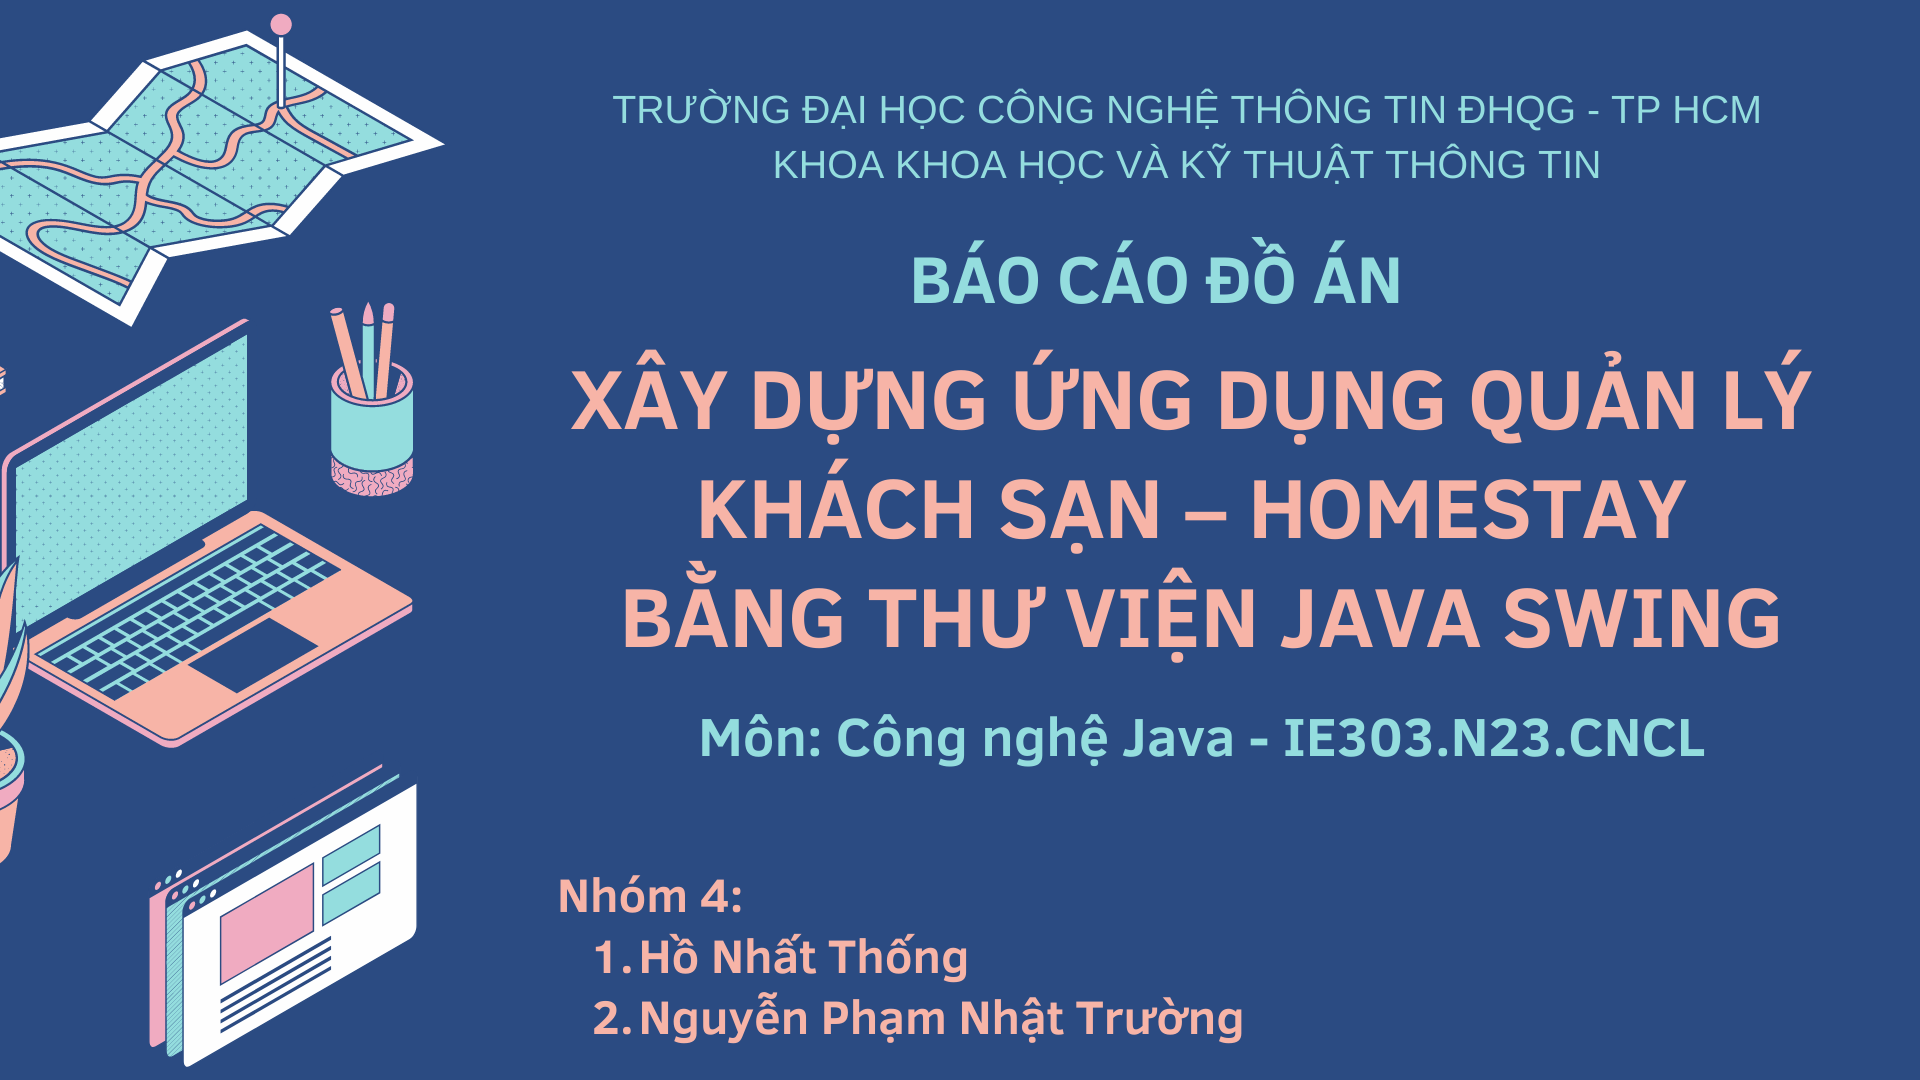 TRƯỜNG ĐẠI HỌC CÔNG NGHỆ THÔNG TIN ĐHQG - TP HCM
KHOA KHOA HỌC VÀ KỸ THUẬT THÔNG TIN
BÁO CÁO ĐỒ ÁN
XÂY DỰNG ỨNG DỤNG QUẢN LÝ
KHÁCH SẠN – HOMESTAY
BẰNG THƯ VIỆN JAVA SWING
Môn: Công nghệ Java - IE303.N23.CNCL
Nhóm 4:
1. Hồ Nhất Thống
2. Nguyễn Phạm Nhật Trường